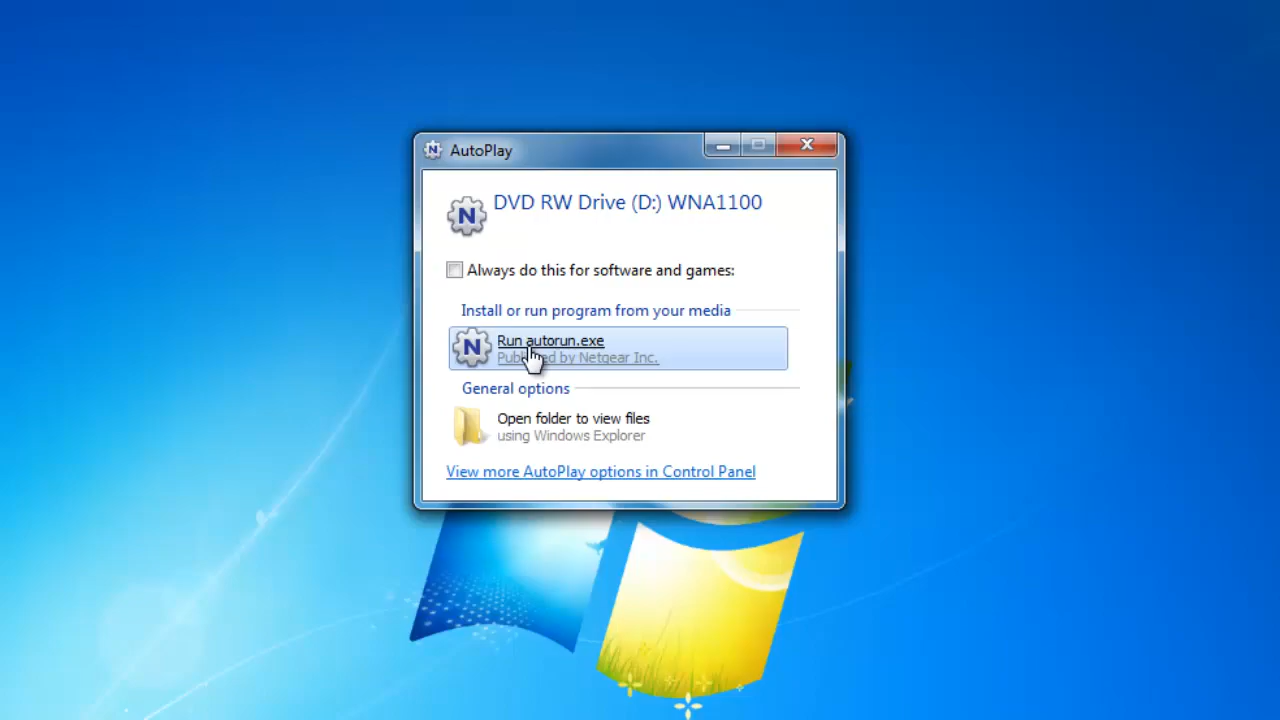 AutoPlay
DVD RW Drive (D:) WNA1100
Always do this for software and games:
Install or run program from your media
Run autorun.exe
Published by Netgear Inc.
General options
Open folder to view files
using Windows Explorer
View more AutoPlay options in Control Panel